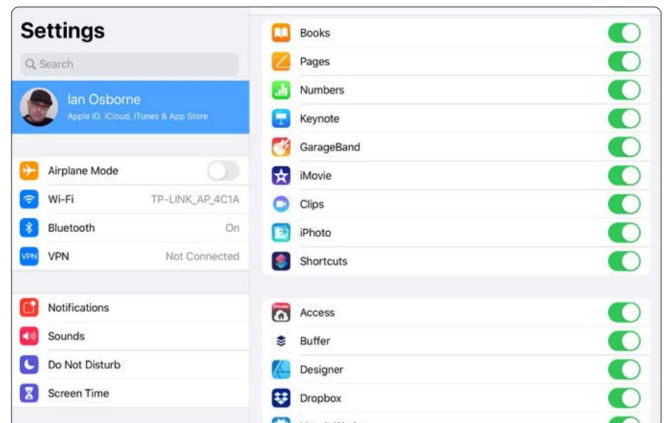 Settings
Search
Ian Osborne
Apple ID, iCloud, iTunes & App Store
Airplane Mode
Wi-Fi TP-LINK_AP_4C1A
Bluetooth On
VPN VPN Not Connected
Notifications
Sounds
Do Not Disturb
Screen Time
Books
Pages
Numbers
Keynote
GarageBand
iMovie
Clips
iPhoto
Shortcuts
Access
Buffer
Designer
Dropbox